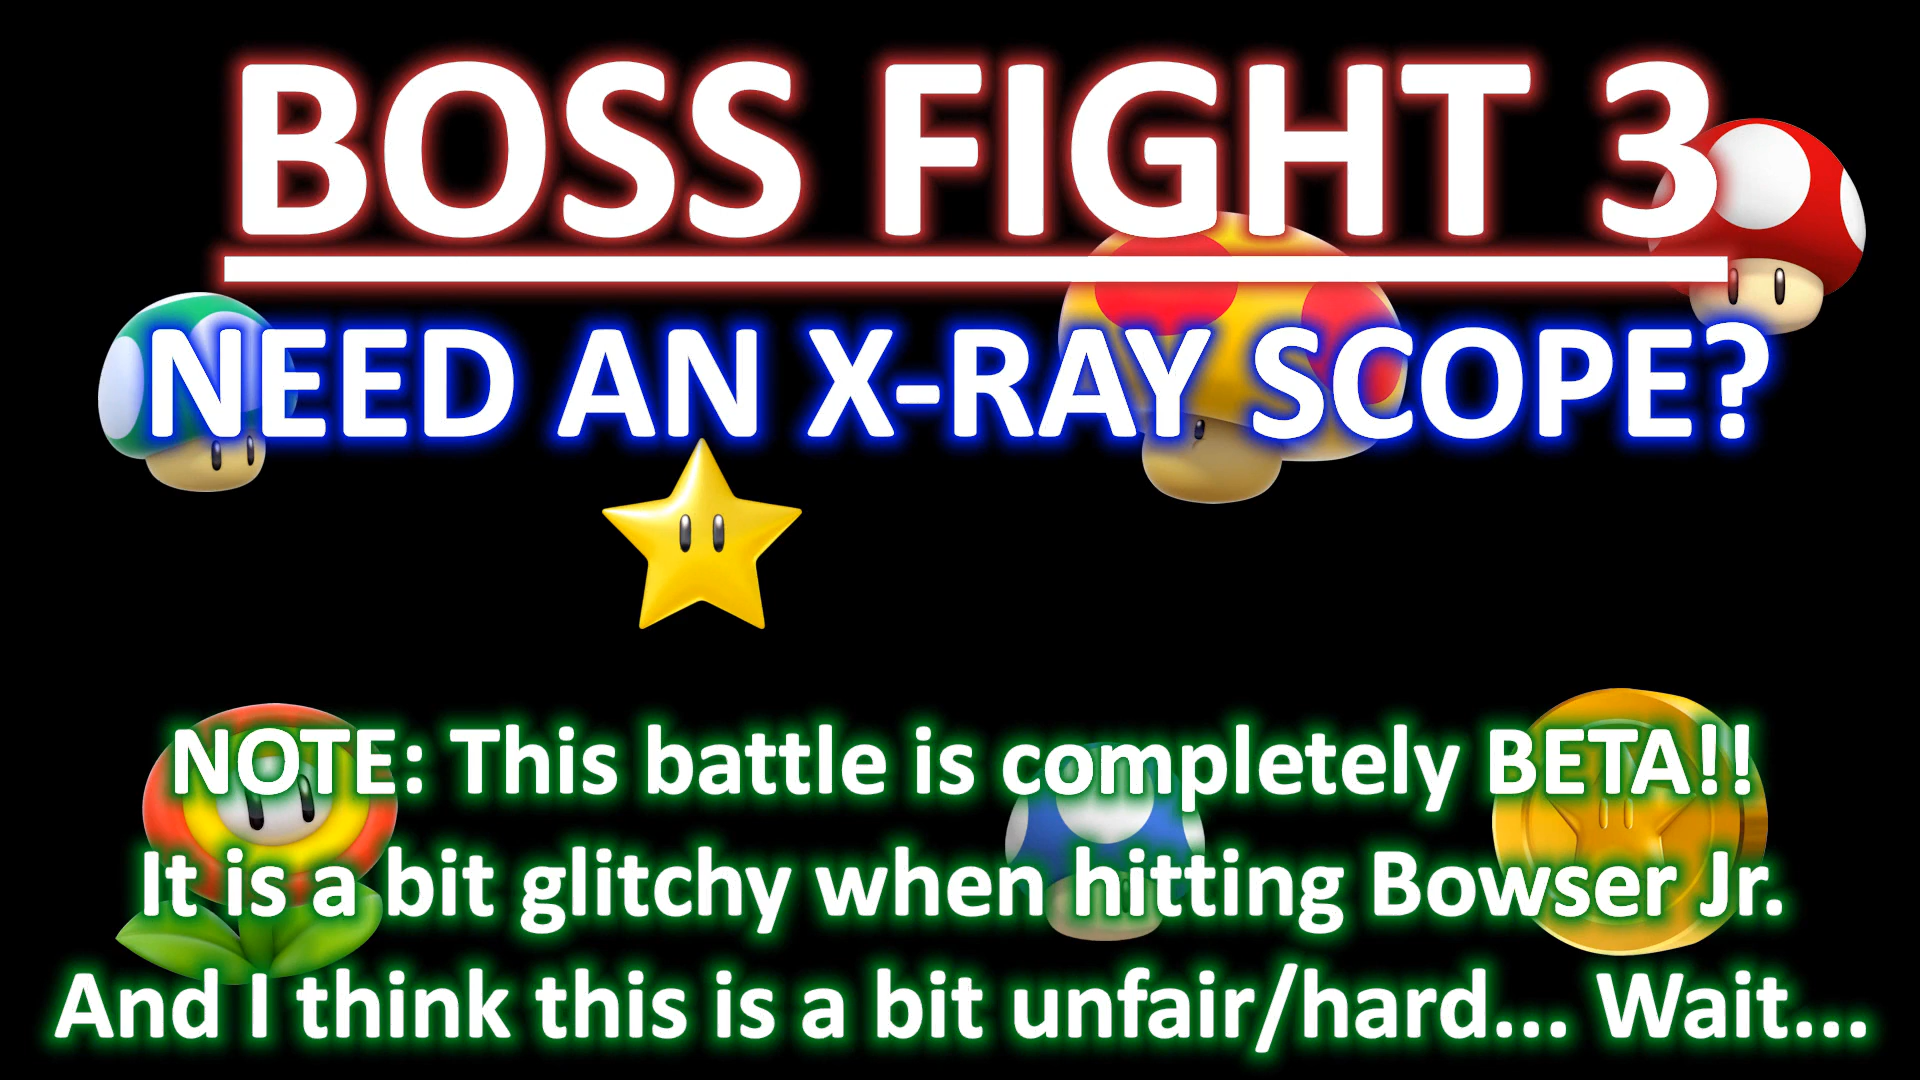 BOSS FIGHT 3
NEED AN X-RAY SCOPE?
NOTE: This battle is completely BETA!!
It is a bit glitchy when hitting Bowser Jr.
And I think this is a bit unfair/hard... Wait...